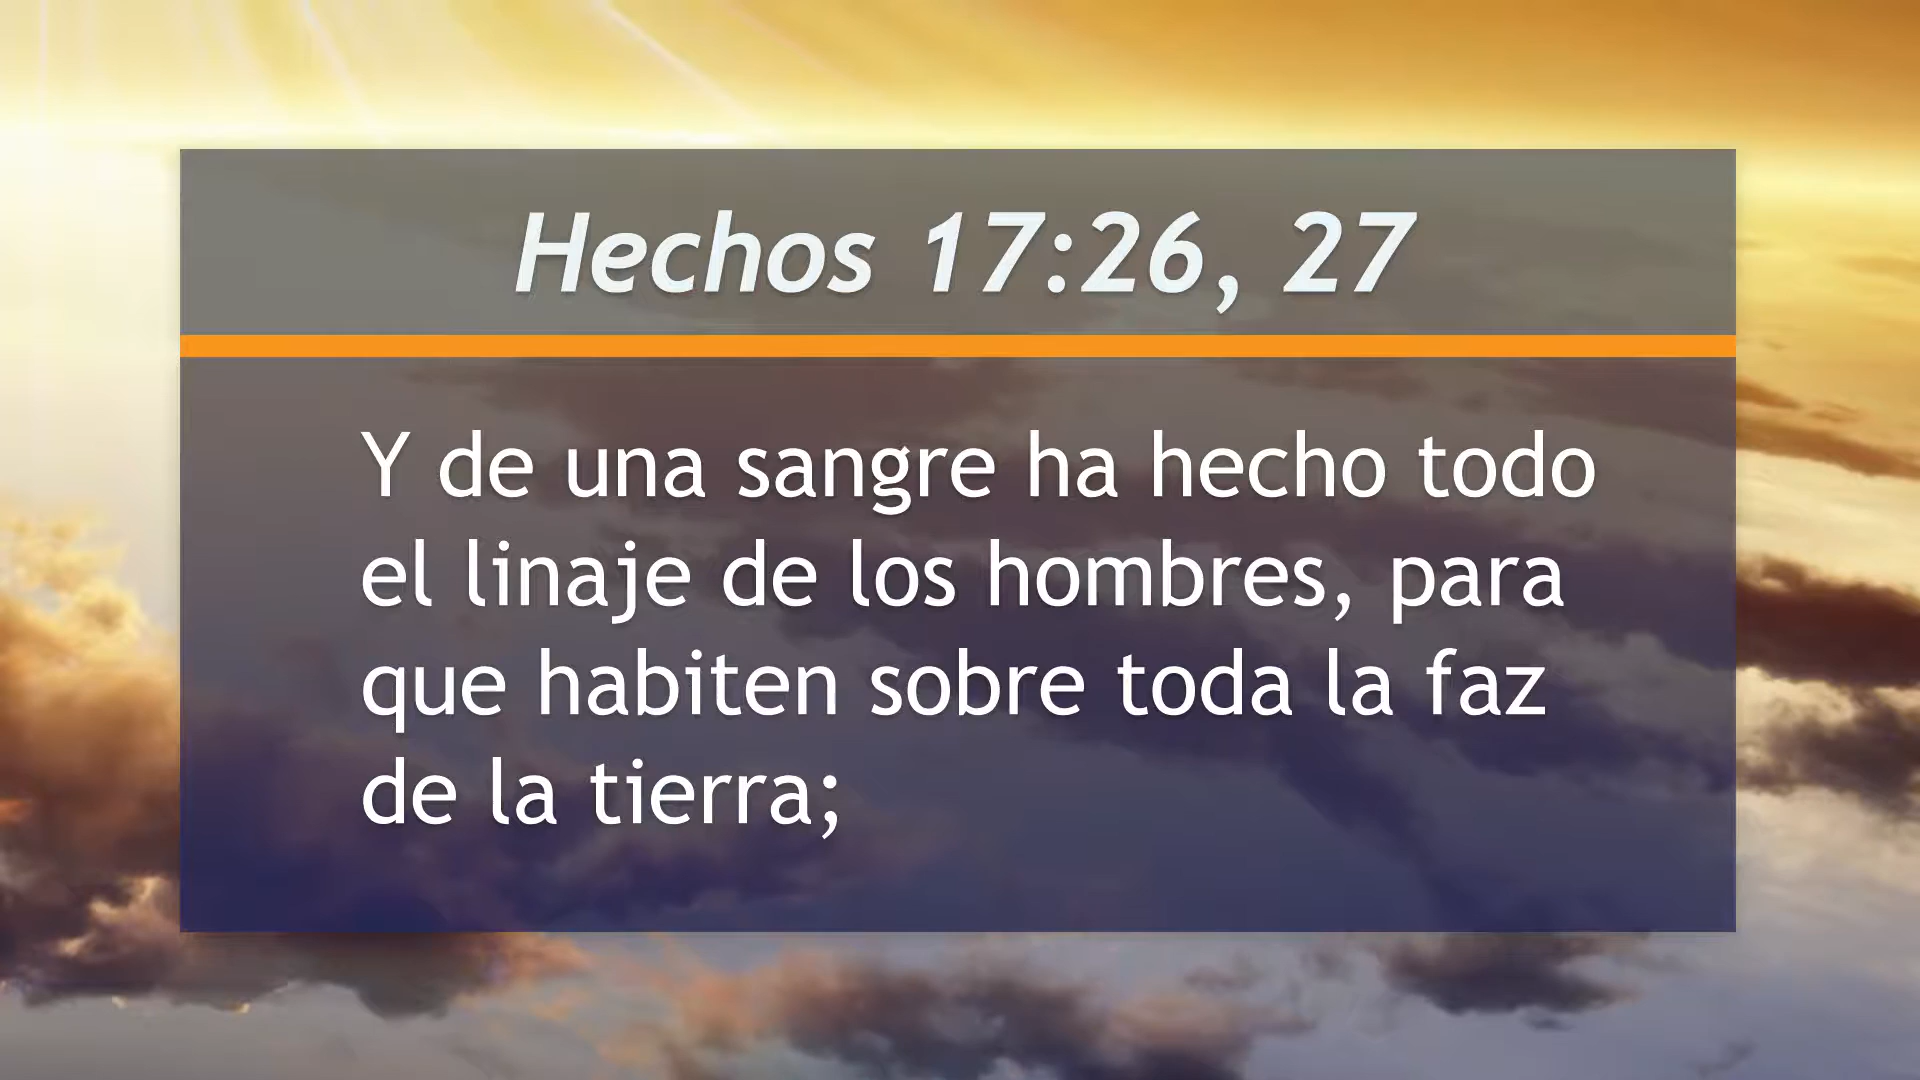 Hechos 17:26, 27
Y de una sangre ha hecho todo
el linaje de los hombres, para
que habiten sobre toda la faz
de la tierra;